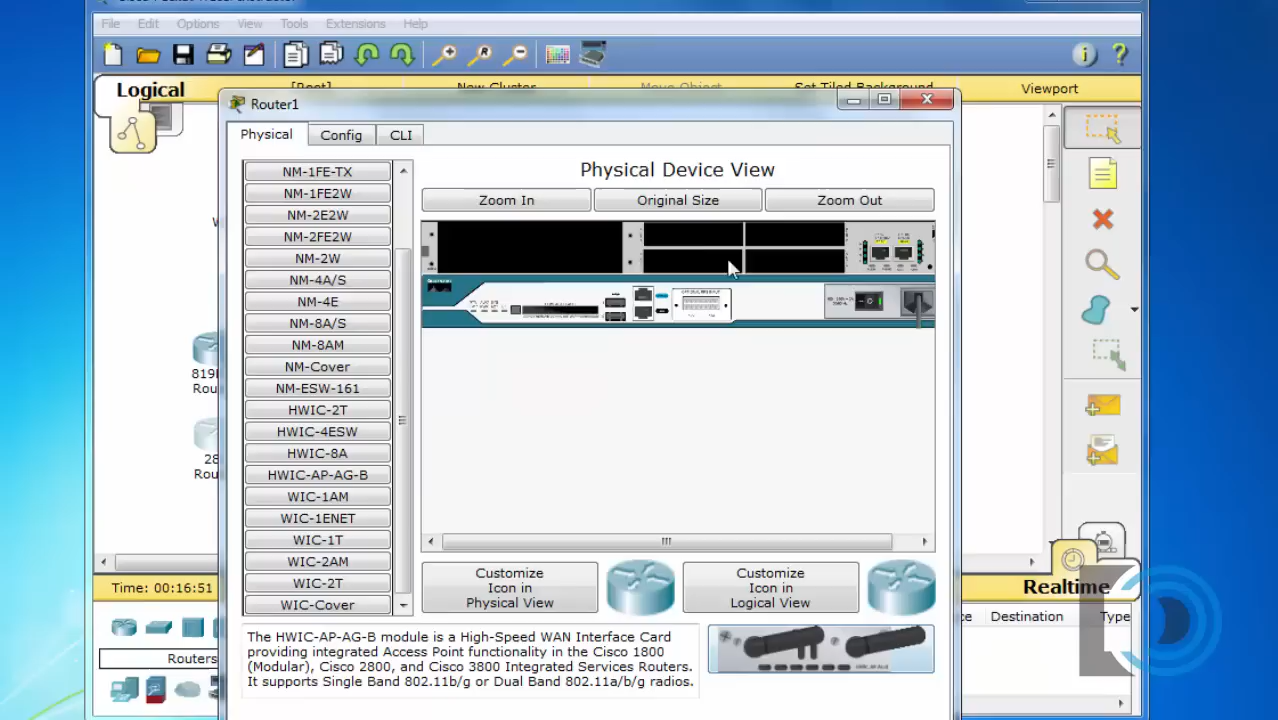 File Edit Options View Tools Extensions Help
Logical
[Root]
New Cluster
Move Object
Set Tiled Background
Viewport
Router1
Physical Config CLI
NM-1FE-TX
NM-1FE2W
NM-2E2W
NM-2FE2W
NM-2W
NM-4A/S
NM-4E
NM-8A/S
NM-8AM
NM-Cover
NM-ESW-161
HWIC-2T
HWIC-4ESW
HWIC-8A
HWIC-AP-AG-B
WIC-1AM
WIC-1ENET
WIC-1T
WIC-2AM
WIC-2T
WIC-Cover
Physical Device View
Zoom In Original Size Zoom Out
Customize
Icon in
Physical View
Customize
Icon in
Logical View
The HWIC-AP-AG-B module is a High-Speed WAN Interface Card
providing integrated Access Point functionality in the Cisco 1800
(Modular), Cisco 2800, and Cisco 3800 Integrated Services Routers.
It supports Single Band 802.11b/g or Dual Band 802.11a/b/g radios.
Rou
28
Rou
Time: 00:16:51
Realtime
Routers
Destination
Type